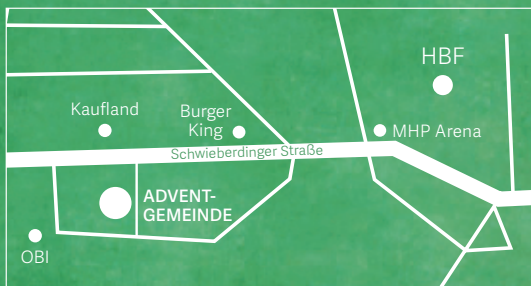 HBF
Kaufland
Burger
King
MHP Arena
Schwieberdinger Straße
ADVENT-
GEMEINDE
OBI